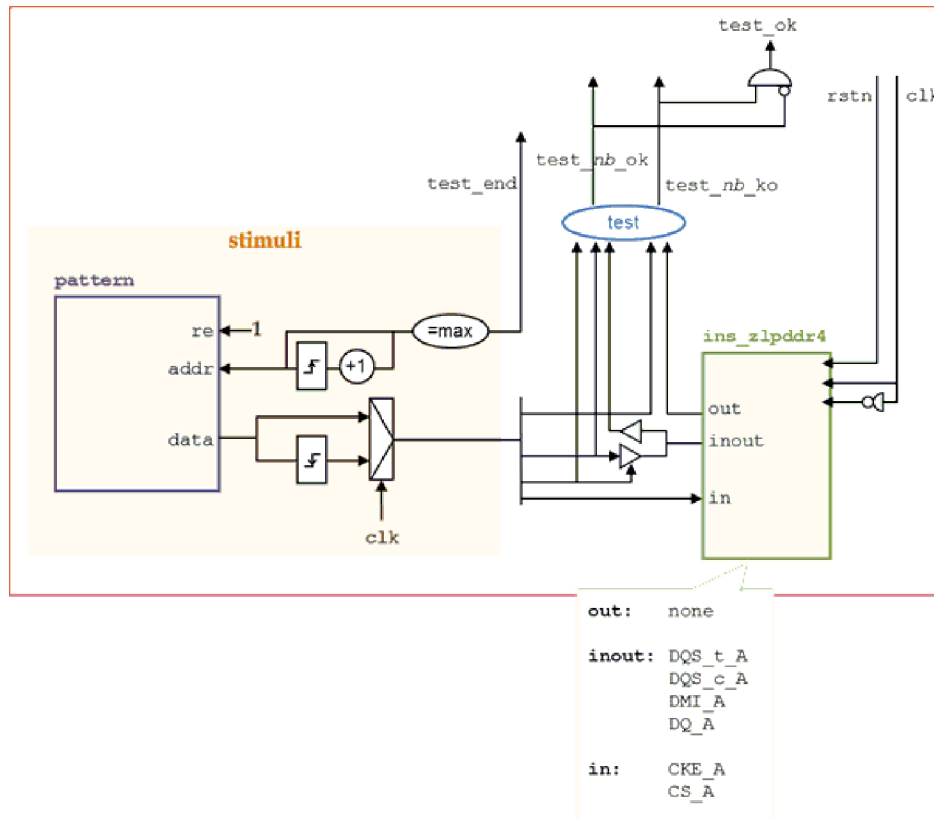 test_ok
rstn
clk
test_nb_ok
test_end
test_nb_ko
test
stimuli
pattern
re
1
=max
ins_zlpddr4
addr
+1
out
data
inout
in
clk
out: none
inout: DQS_t_A
DQS_c_A
DMI_A
DQ_A
in: CKE_A
CS_A